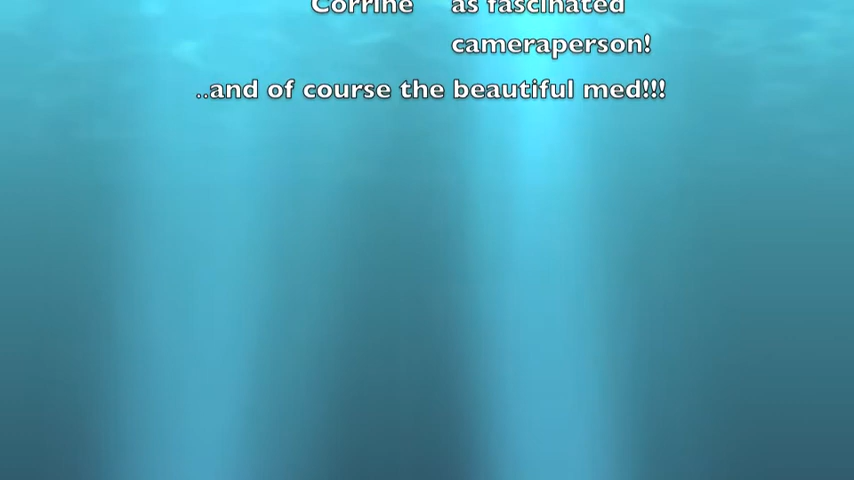 Corrine as fascinated
cameraperson!
..and of course the beautiful med!!!